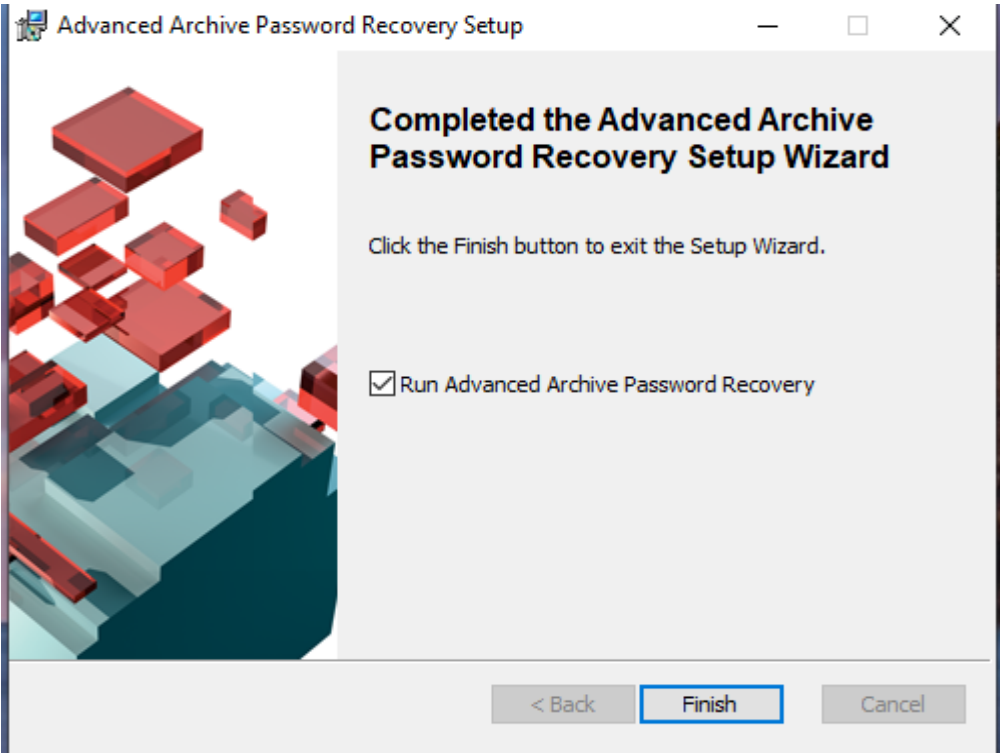 Advanced Archive Password Recovery Setup
Completed the Advanced Archive
Password Recovery Setup Wizard
Click the Finish button to exit the Setup Wizard.
Run Advanced Archive Password Recovery
< Back
Finish
Cancel